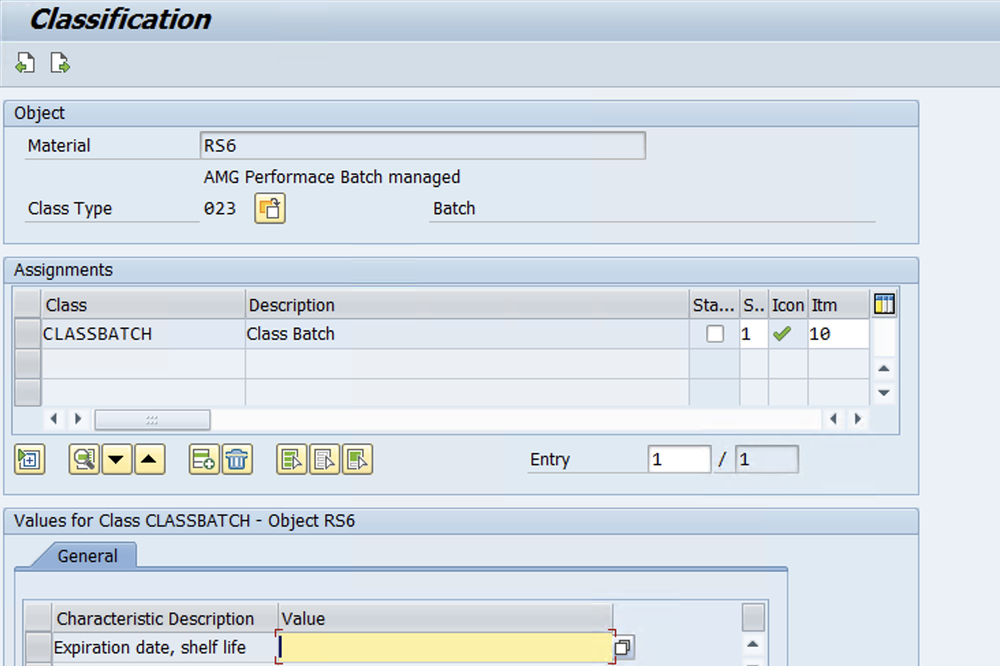 Classification
Object
Material RS6
AMG Performace Batch managed
Class Type 023 Batch
Assignments
Class Description Sta... S.. Icon Itm
CLASSBATCH Class Batch 1 10
Entry 1 / 1
Values for Class CLASSBATCH - Object RS6
General
Characteristic Description Value
Expiration date, shelf life